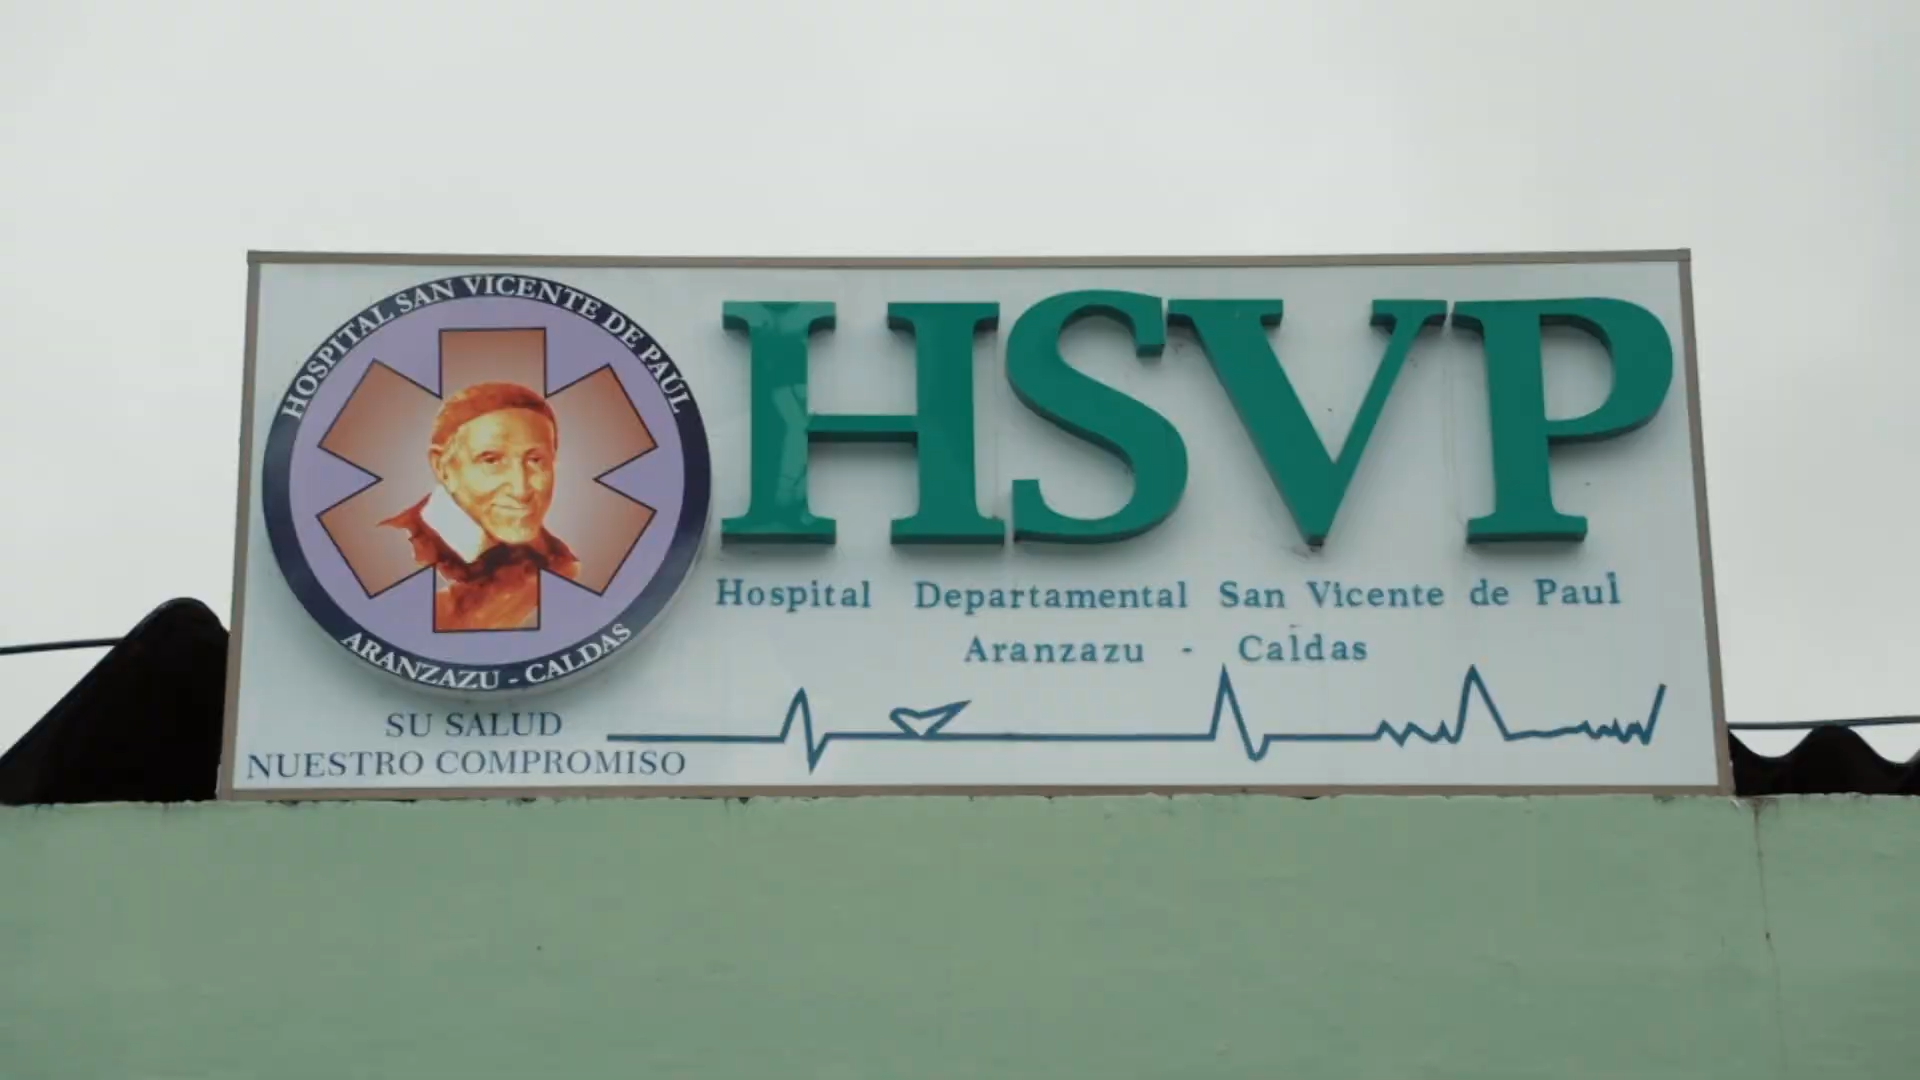 HOSPITAL SAN VICENTE DE PAÚL
ARANZAZU - CALDAS
SU SALUD
NUESTRO COMPROMISO
HSVP
Hospital Departamental San Vicente de Paul
Aranzazu - Caldas